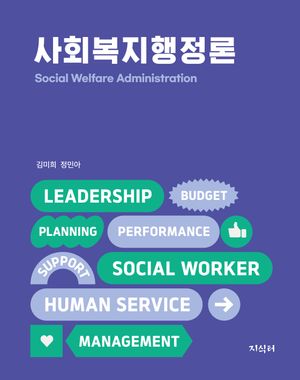 사회복지행정론
Social Welfare Administration
김미희 정민아
LEADERSHIP BUDGET
PLANNING PERFORMANCE
SUPPORT SOCIAL WORKER
HUMAN SERVICE
MANAGEMENT
지식터